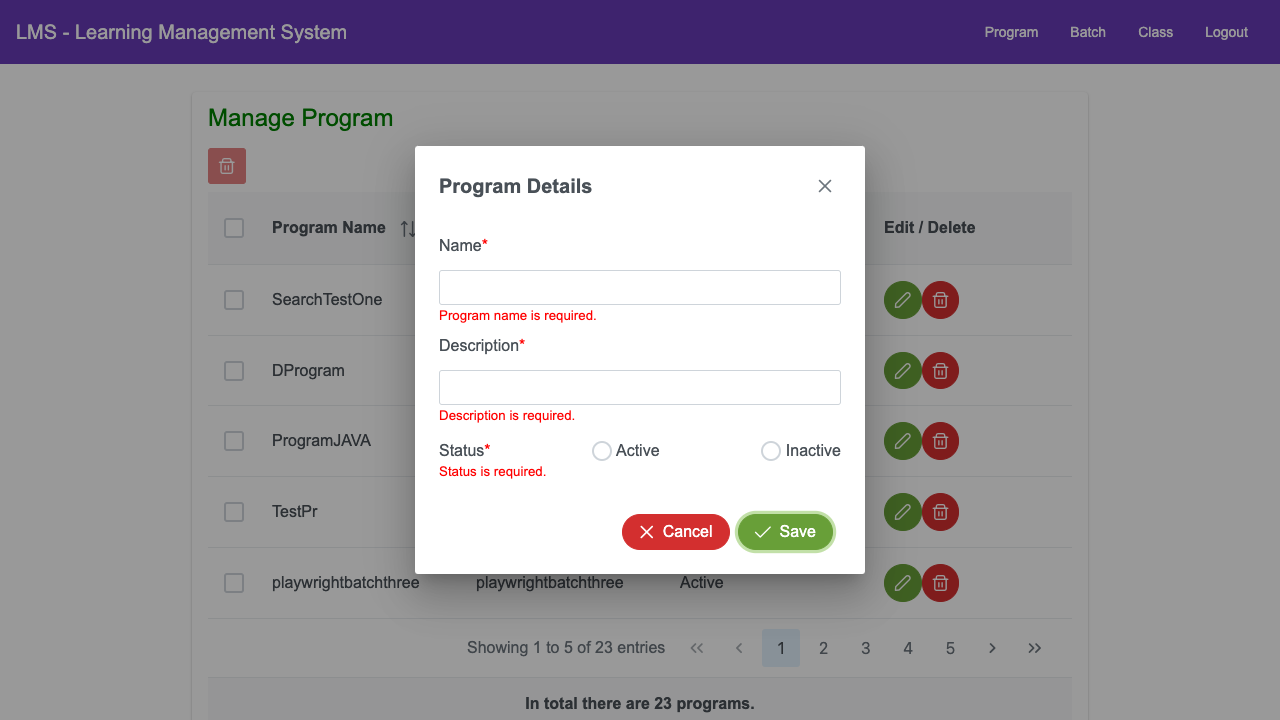 LMS - Learning Management System
Program Batch Class Logout
Manage Program
Program Details
Program Name
Edit / Delete
Name*
SearchTestOne
Program name is required.
Description*
DProgram
Description is required.
ProgramJAVA
Status* Active Inactive
Status is required.
TestPr
Cancel Save
playwrightbatchthree playwrightbatchthree Active
Showing 1 to 5 of 23 entries 1 2 3 4 5
In total there are 23 programs.